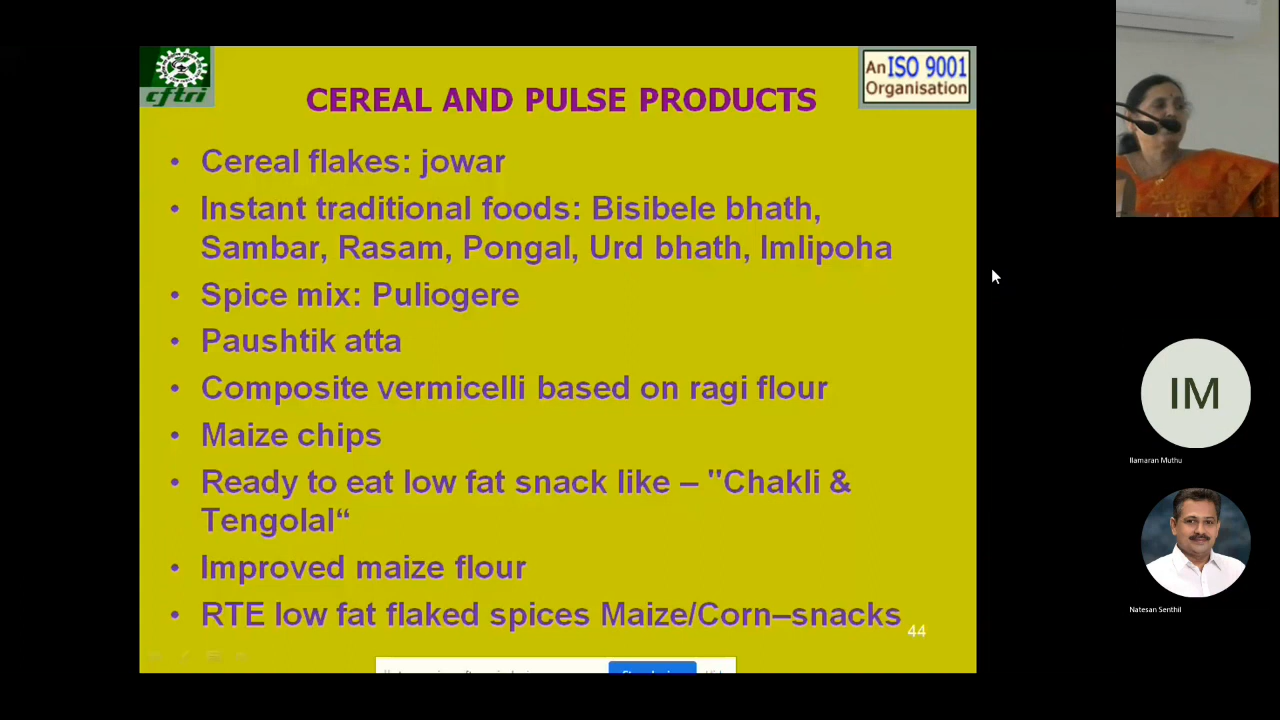 cftri
An ISO 9001
Organisation
CEREAL AND PULSE PRODUCTS
• Cereal flakes: jowar
• Instant traditional foods: Bisibele bhath,
Sambar, Rasam, Pongal, Urd bhath, Imlipoha
• Spice mix: Puliogere
• Paushtik atta
• Composite vermicelli based on ragi flour
• Maize chips
• Ready to eat low fat snack like – "Chakli &
Tengolal“
• Improved maize flour
• RTE low fat flaked spices Maize/Corn–snacks
44
IM
Ilamaran Muthu
Natesan Senthil